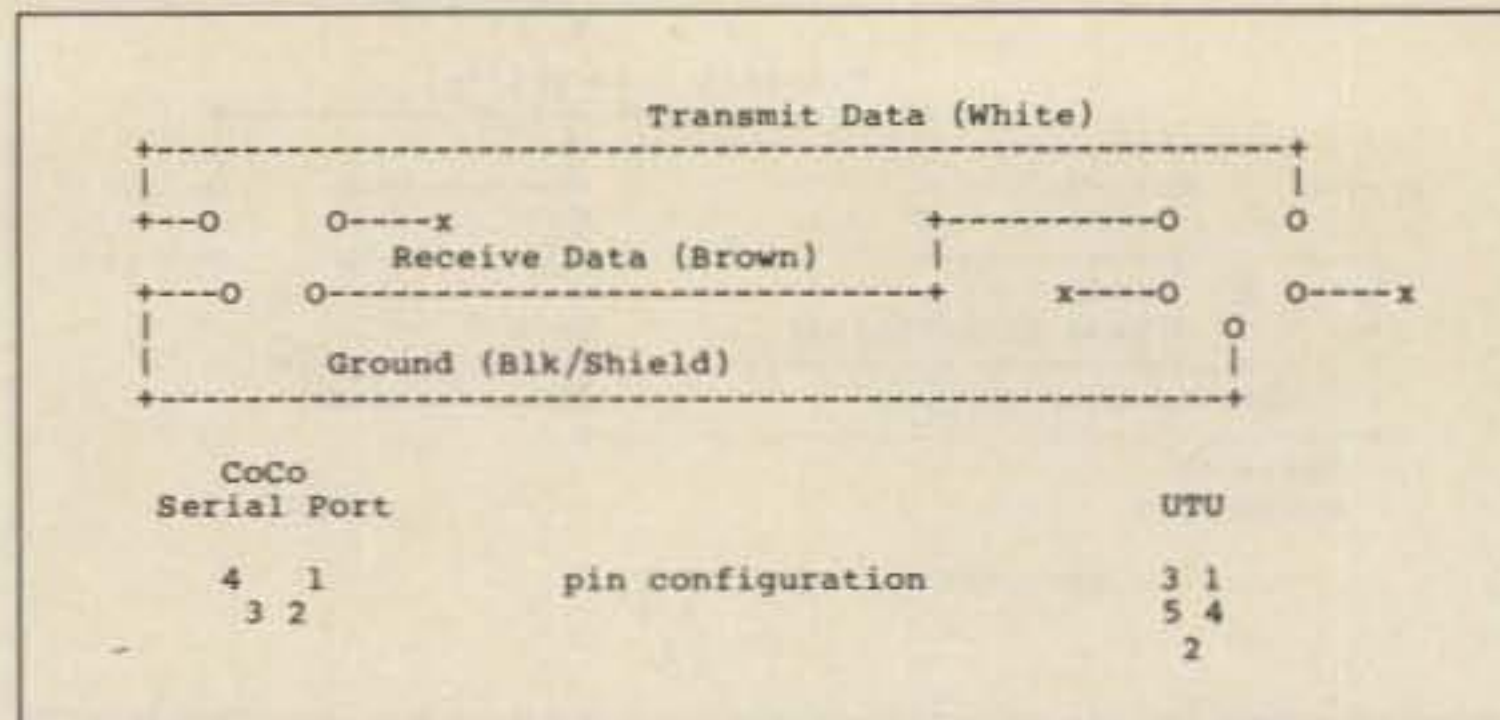 Transmit Data (White)
+-----------------------------------------------------+
|                                                     |
+--O     O----x                      +----------O     O
Receive Data (Brown)     |
+---O   O----------------------------+     x----O     O----x
|                                                  O
|        Ground (Blk/Shield)                       |
+--------------------------------------------------+
CoCo
Serial Port                                    UTU
4   1           pin configuration           3 1
3 2                                         5 4
2